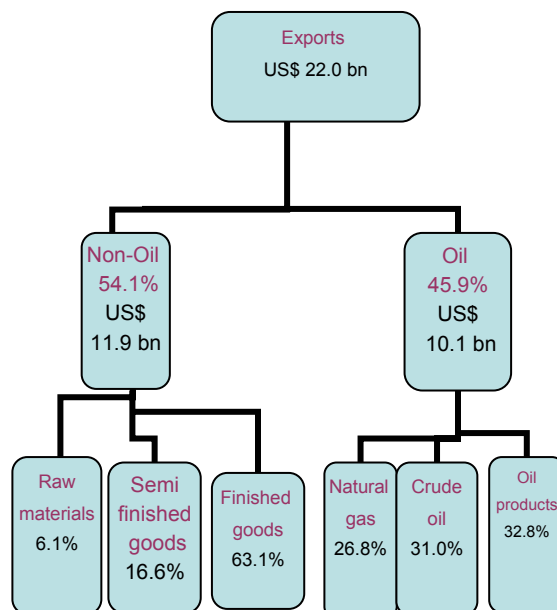 Exports
US$ 22.0 bn
Non-Oil
54.1%
US$
11.9 bn
Oil
45.9%
US$
10.1 bn
Raw
materials
6.1%
Semi
finished
goods
16.6%
Finished
goods
63.1%
Natural
gas
26.8%
Crude
oil
31.0%
Oil
products
32.8%